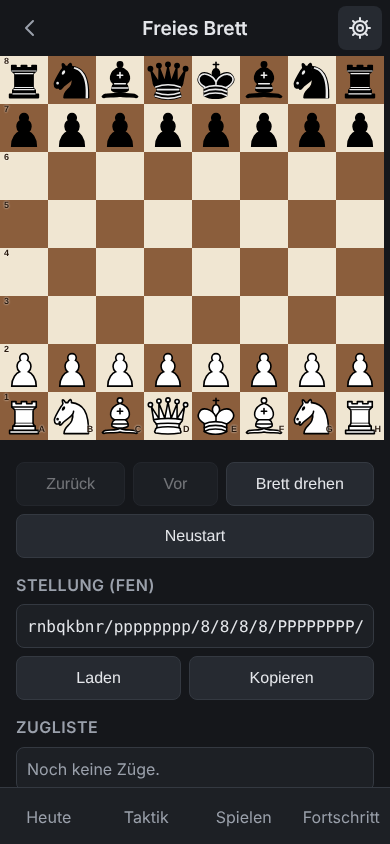 Freies Brett
8
7
6
5
4
3
2
1
A B C D E F G H
Zurück Vor Brett drehen
Neustart
STELLUNG (FEN)
rnbqkbnr/pppppppp/8/8/8/8/PPPPPPPP/
Laden Kopieren
ZUGLISTE
Noch keine Züge.
Heute Taktik Spielen Fortschritt